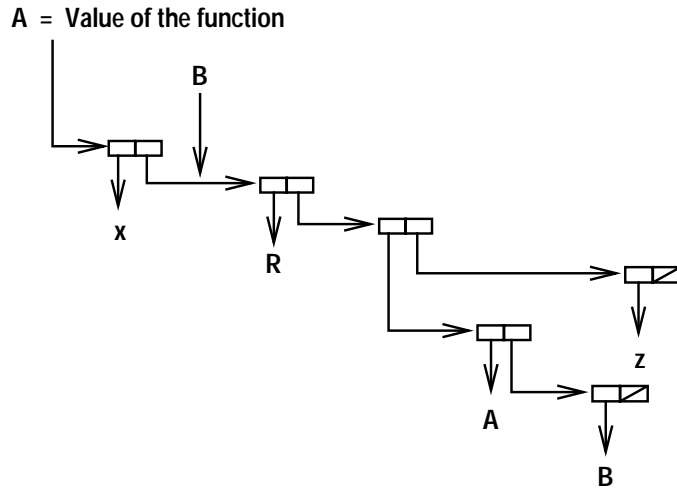 A = Value of the function
B
x
R
z
A
B